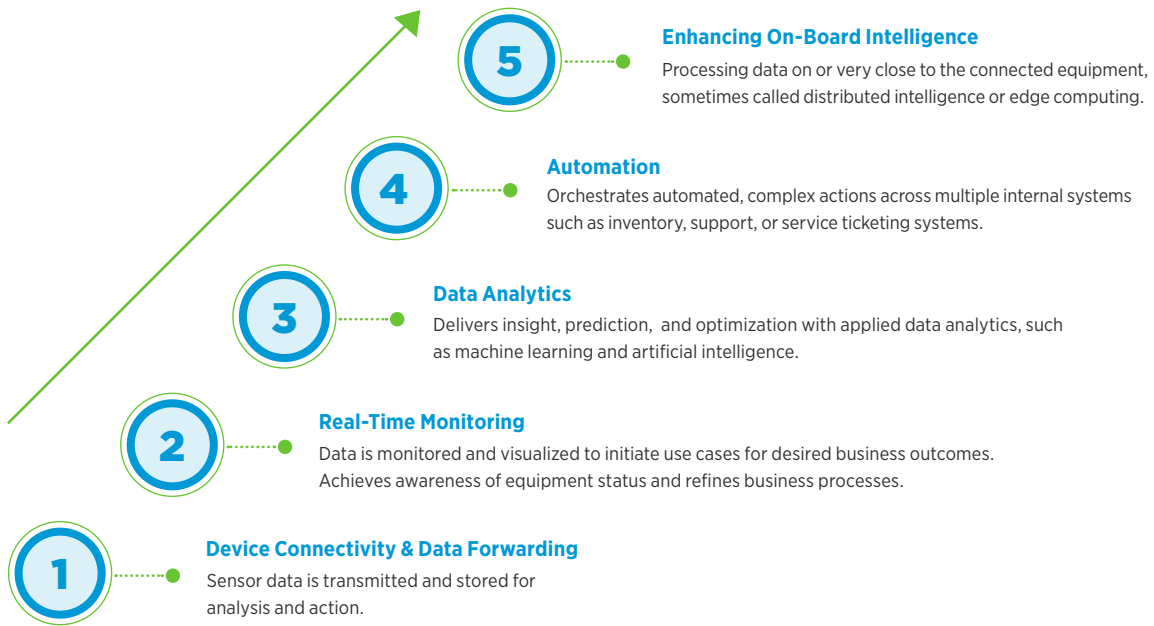 5
Enhancing On-Board Intelligence
Processing data on or very close to the connected equipment,
sometimes called distributed intelligence or edge computing.
4
Automation
Orchestrates automated, complex actions across multiple internal systems
such as inventory, support, or service ticketing systems.
3
Data Analytics
Delivers insight, prediction, and optimization with applied data analytics, such
as machine learning and artificial intelligence.
2
Real-Time Monitoring
Data is monitored and visualized to initiate use cases for desired business outcomes.
Achieves awareness of equipment status and refines business processes.
1
Device Connectivity & Data Forwarding
Sensor data is transmitted and stored for
analysis and action.